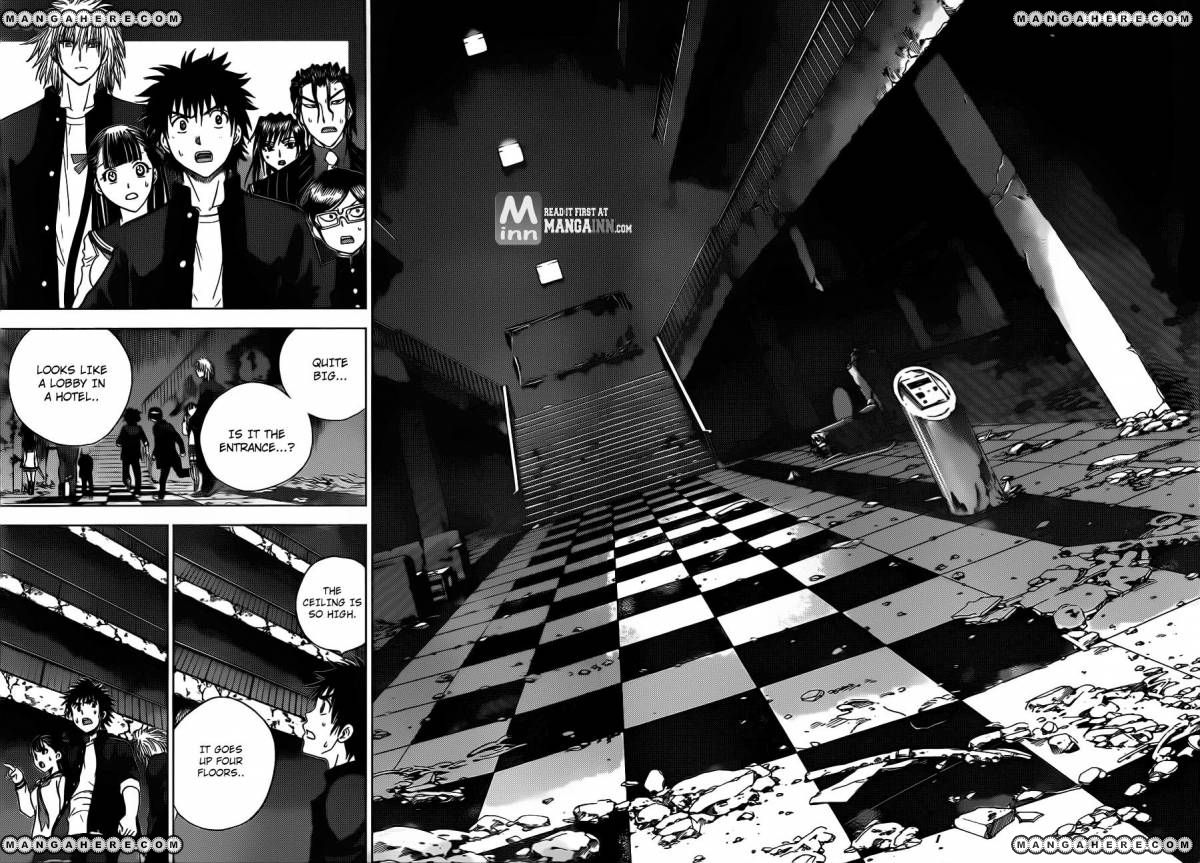 MANGAHERE.COM
MANGAHERE.COM
M
inn
READ IT FIRST AT
MANGAINN.COM
QUITE
BIG...
LOOKS LIKE
A LOBBY IN
A HOTEL..
IS IT THE
ENTRANCE...?
THE
CEILING IS
SO HIGH.
IT GOES
UP FOUR
FLOORS..
MANGAHERE.COM
MANGAHERE.COM